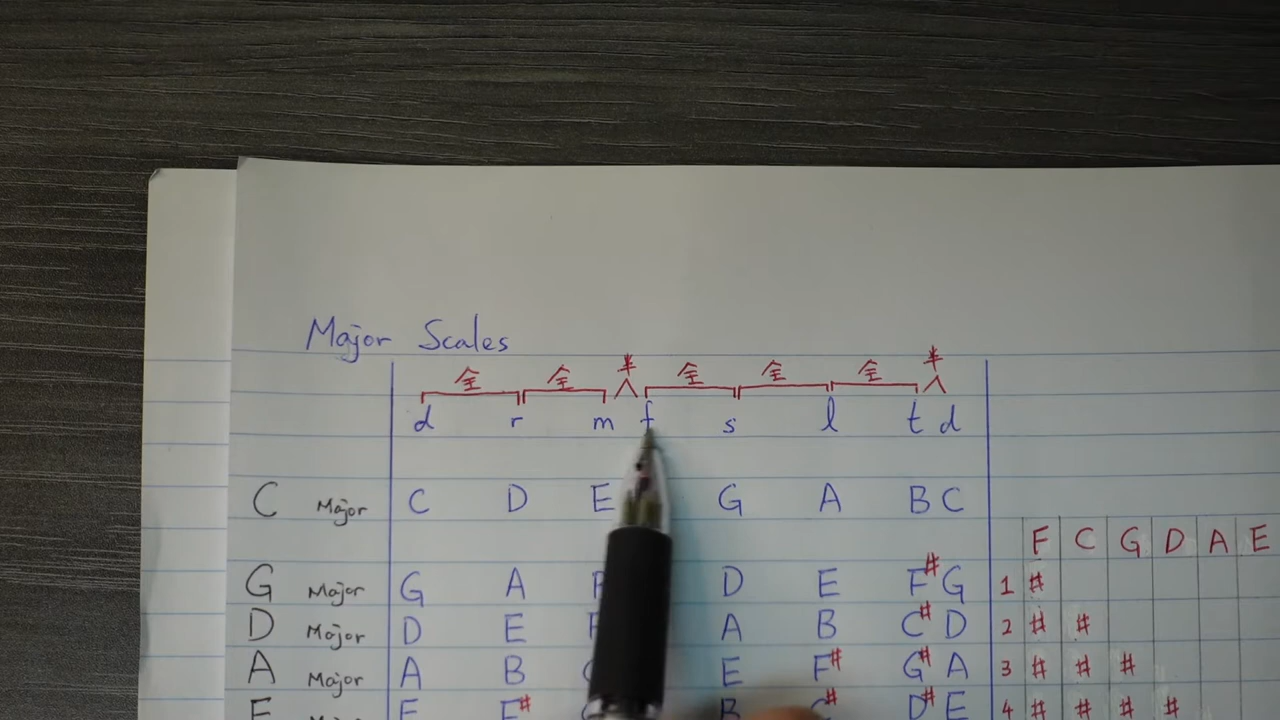 Major Scales
全 全 半 全 全 全 半
d r m f s l t d
C Major C D E G A B C
F C G D A E
G Major G A D E F# G 1 #
D Major D E A B C# D 2 # #
A Major A B E F# G# A 3 # # #
E F# D# E 4 # # # #